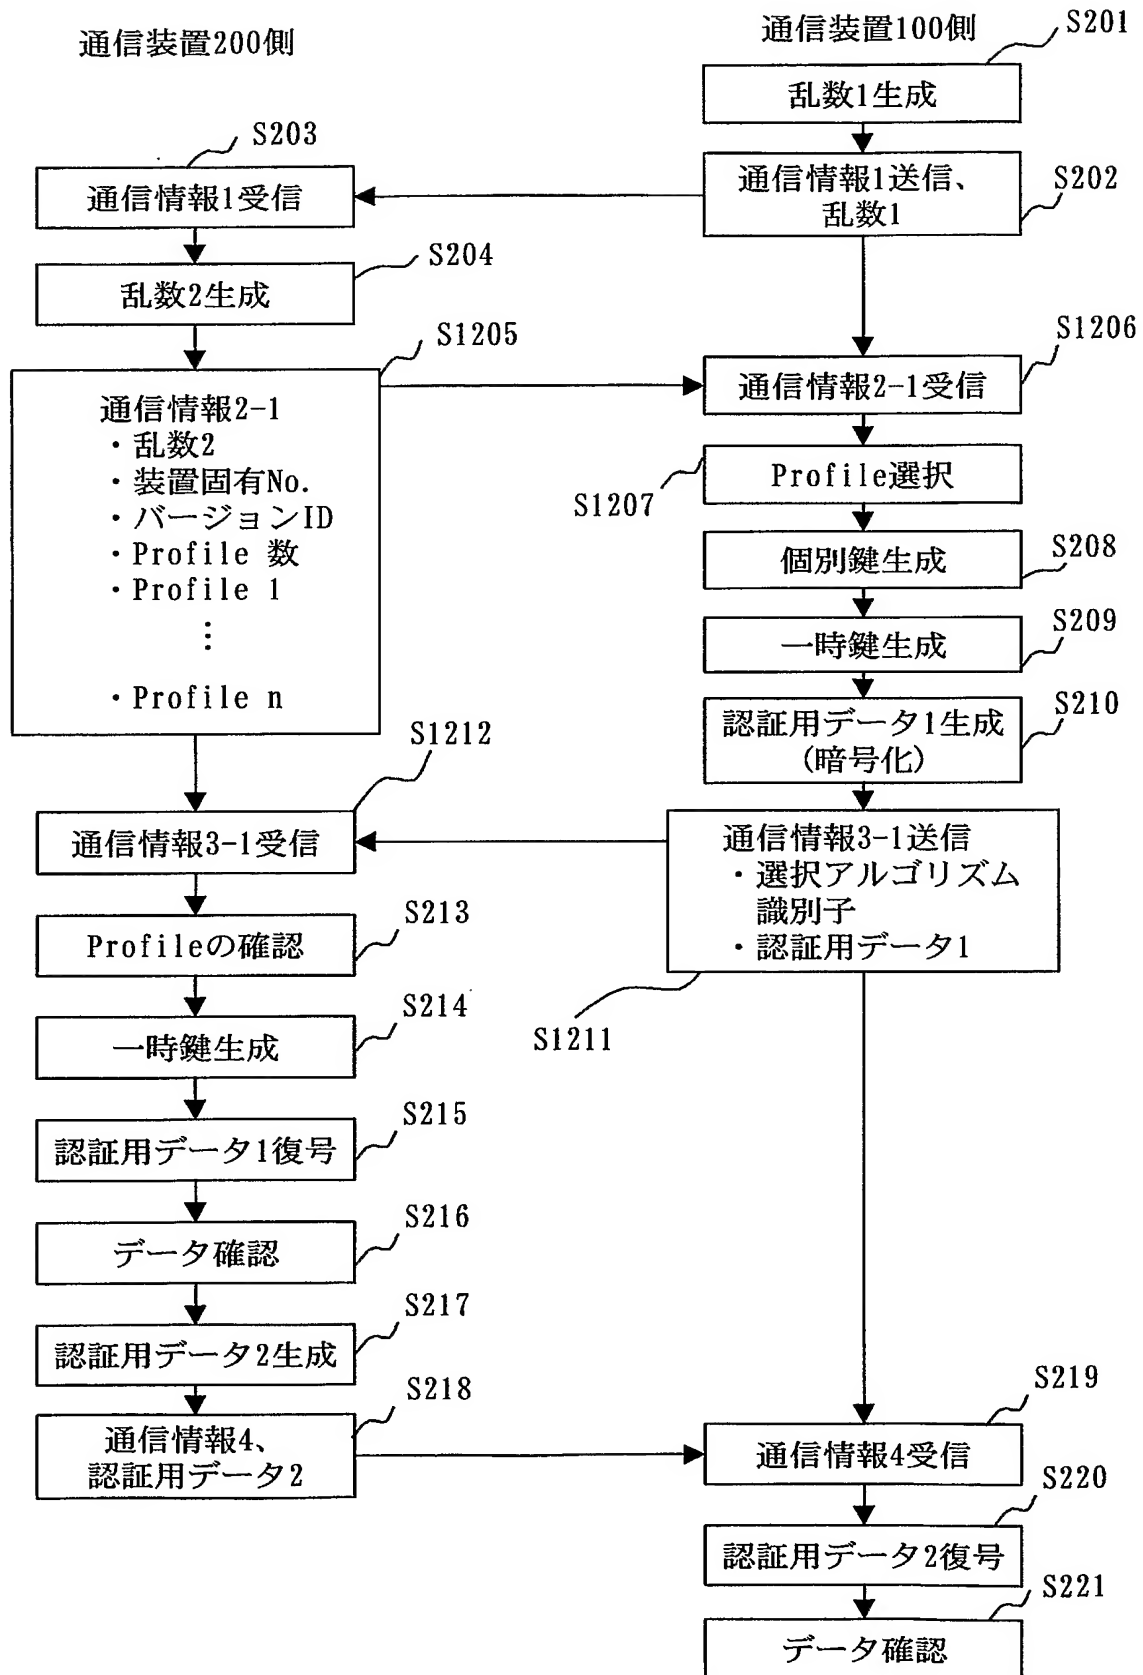 通信装置200側
通信装置100側
S201
乱数1生成
S203
通信情報1受信
通信情報1送信、
乱数1
S202
S204
乱数2生成
S1205
通信情報2-1
・乱数2
・装置固有No.
・バージョンID
・Profile 数
・Profile 1
⋮
・Profile n
S1206
通信情報2-1受信
Profile選択
S1207
S208
個別鍵生成
S209
一時鍵生成
S210
認証用データ1生成
(暗号化)
S1212
通信情報3-1受信
通信情報3-1送信
・選択アルゴリズム
識別子
・認証用データ1
S1211
S213
Profileの確認
S214
一時鍵生成
S215
認証用データ1復号
S216
データ確認
S217
認証用データ2生成
S218
通信情報4、
認証用データ2
S219
通信情報4受信
S220
認証用データ2復号
S221
データ確認